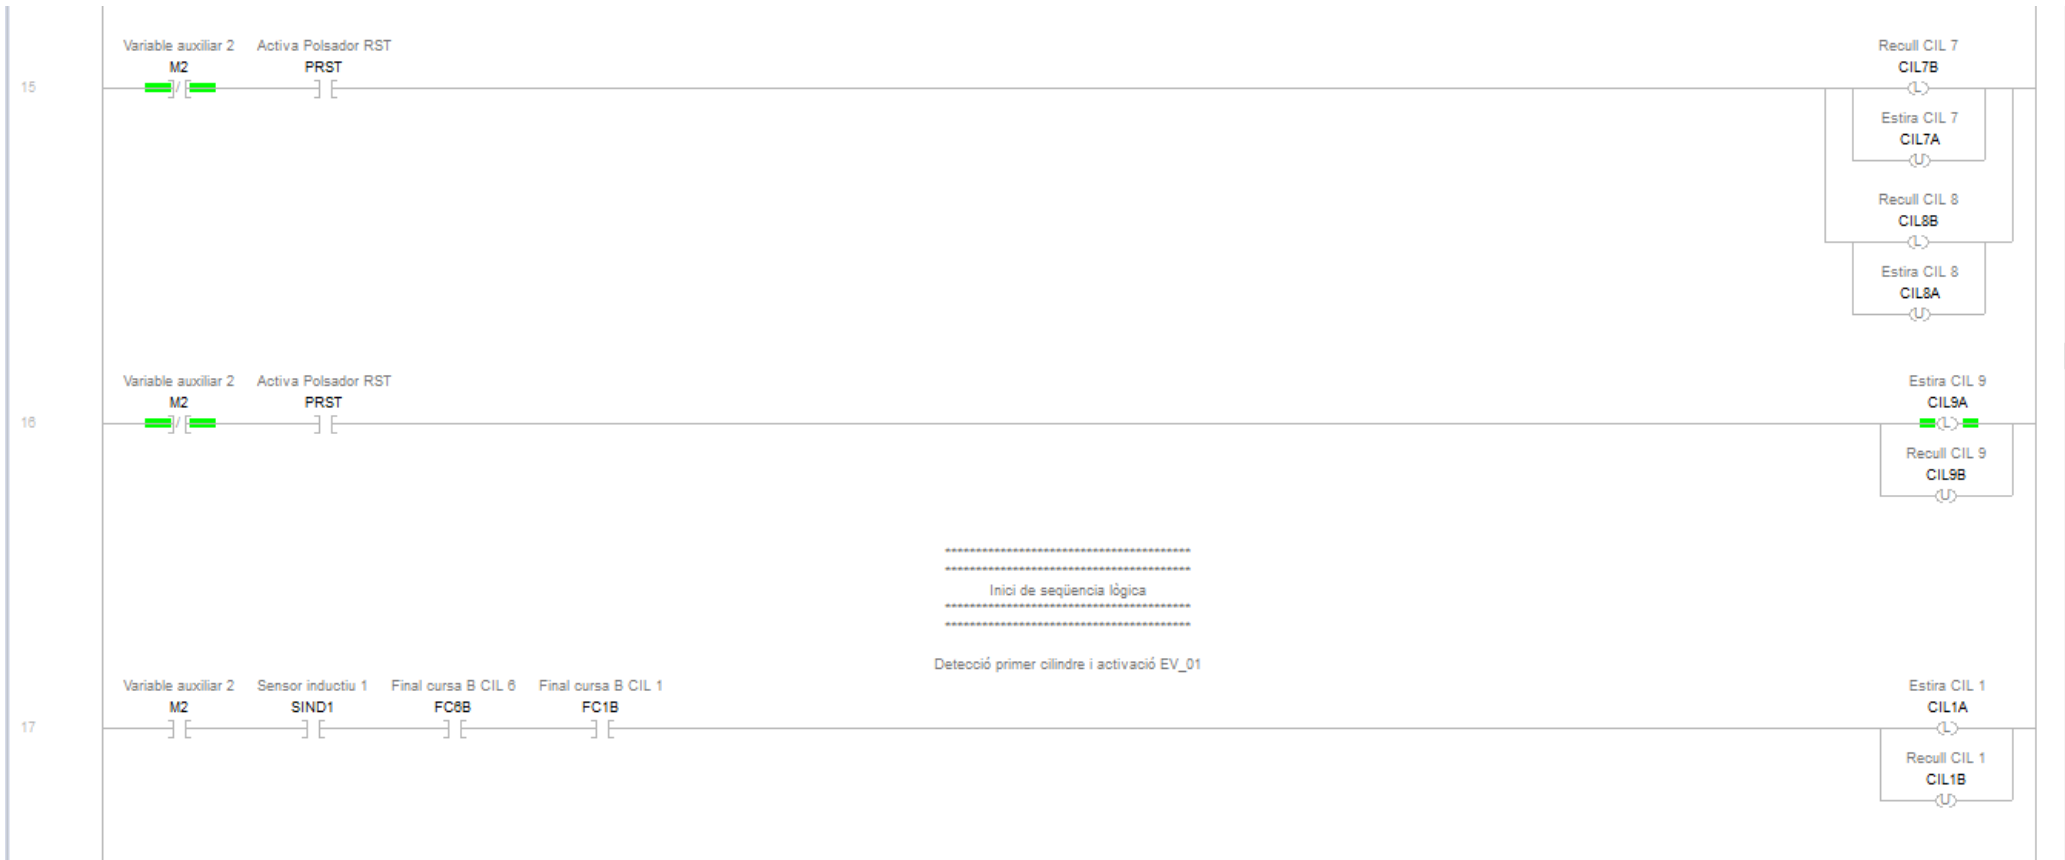 Variable auxiliar 2 Activa Polsador RST Recull CIL 7
M2 PRST CIL7B
15 / L
Estira CIL 7
CIL7A
U
Recull CIL 8
CIL8B
L
Estira CIL 8
CIL8A
U
Variable auxiliar 2 Activa Polsador RST Estira CIL 9
M2 PRST CIL9A
16 / L
Recull CIL 9
CIL9B
U
****************************************
****************************************
Inici de seqüencia lògica
****************************************
****************************************
Detecció primer cilindre i activació EV_01
Variable auxiliar 2 Sensor inductiu 1 Final cursa B CIL 6 Final cursa B CIL 1 Estira CIL 1
M2 SIND1 FC6B FC1B CIL1A
17 L
Recull CIL 1
CIL1B
U